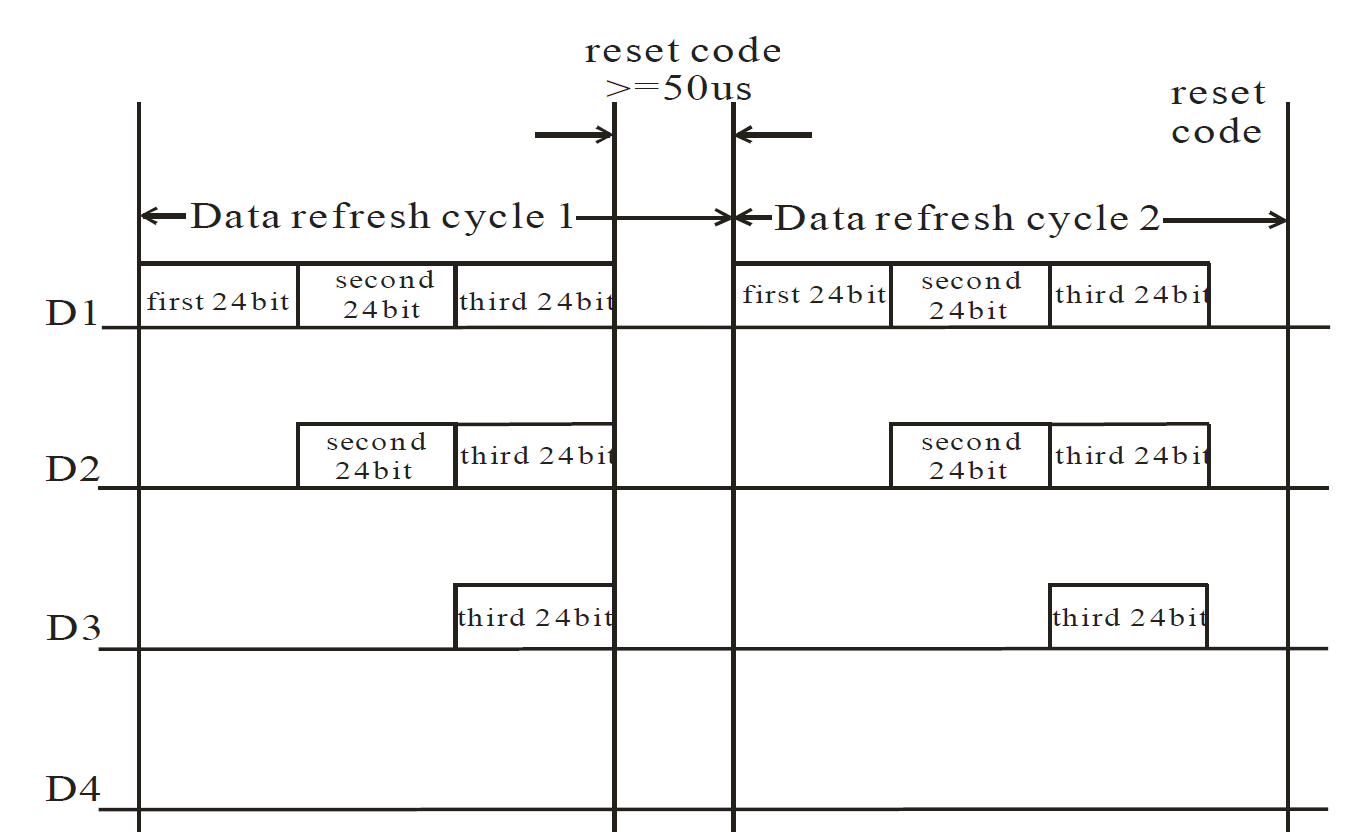 reset code
>=50us
reset
code
Data refresh cycle 1
Data refresh cycle 2
D1
first 24bit
second
24bit
third 24bit
first 24bit
second
24bit
third 24bit
D2
second
24bit
third 24bit
second
24bit
third 24bit
D3
third 24bit
third 24bit
D4